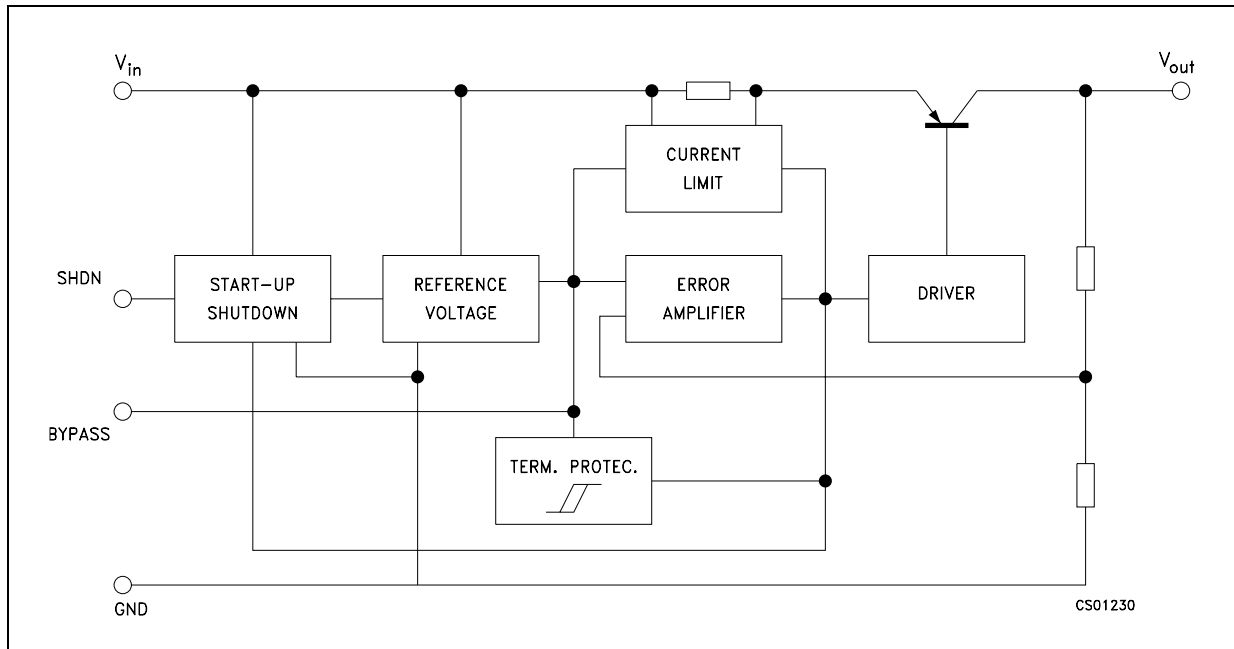 Vin
Vout
CURRENT
LIMIT
SHDN
START-UP
SHUTDOWN
REFERENCE
VOLTAGE
ERROR
AMPLIFIER
DRIVER
BYPASS
TERM. PROTEC.
GND
CS01230